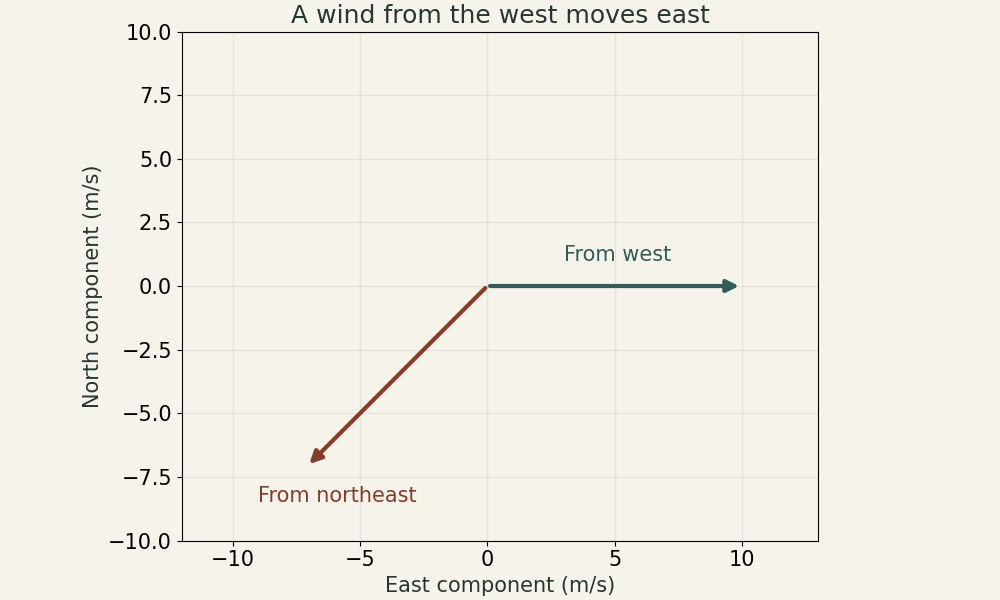 A wind from the west moves east
North component (m/s)
10.0
7.5
5.0
2.5
0.0
−2.5
−5.0
−7.5
−10.0
From west
From northeast
−10
−5
0
5
10
East component (m/s)